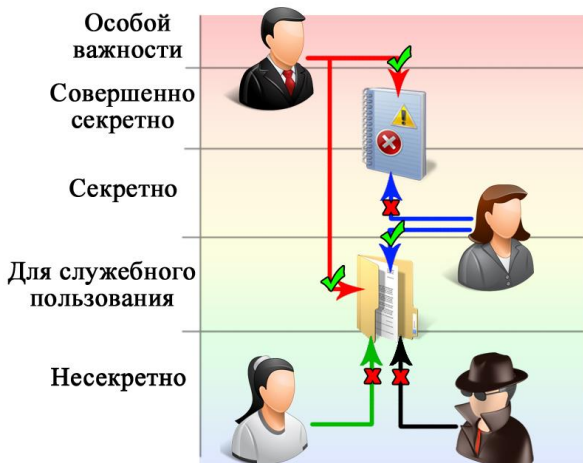 Особой
важности
Совершенно
секретно
Секретно
Для служебного
пользования
Несекретно